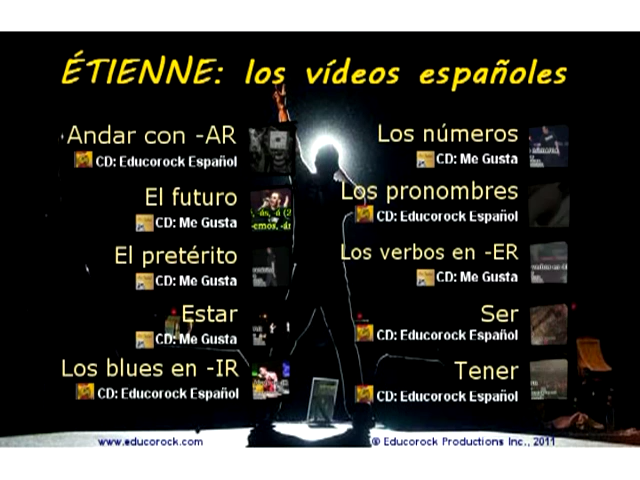 ÉTIENNE: los vídeos españoles
Andar con -AR
CD: Educorock Español
El futuro
CD: Me Gusta
El pretérito
CD: Me Gusta
Estar
CD: Me Gusta
Los blues en -IR
CD: Educorock Español
Los números
CD: Me Gusta
Los pronombres
CD: Educorock Español
Los verbos en -ER
CD: Me Gusta
Ser
CD: Educorock Español
Tener
CD: Educorock Español
www.educorock.com
© Educorock Productions Inc., 2011